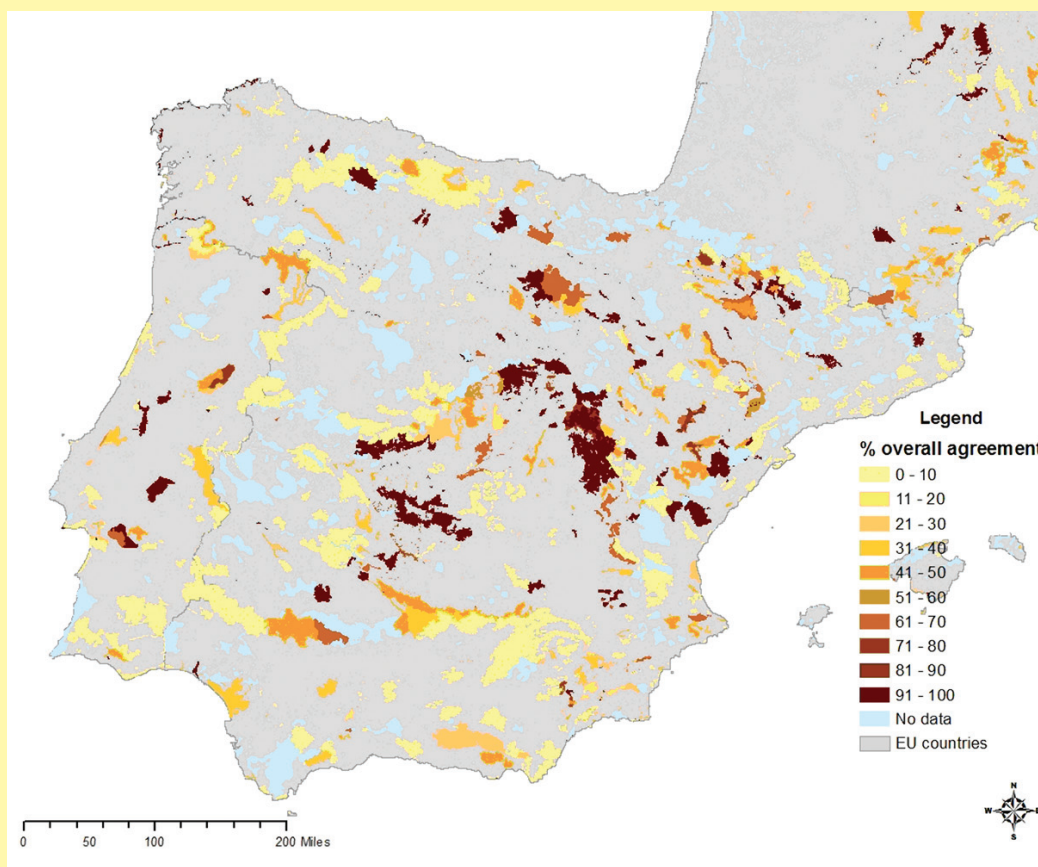 Legend
% overall agreement
0 - 10
11 - 20
21 - 30
31 - 40
41 - 50
51 - 60
61 - 70
71 - 80
81 - 90
91 - 100
No data
EU countries
N
W E
S
0 50 100 200 Miles